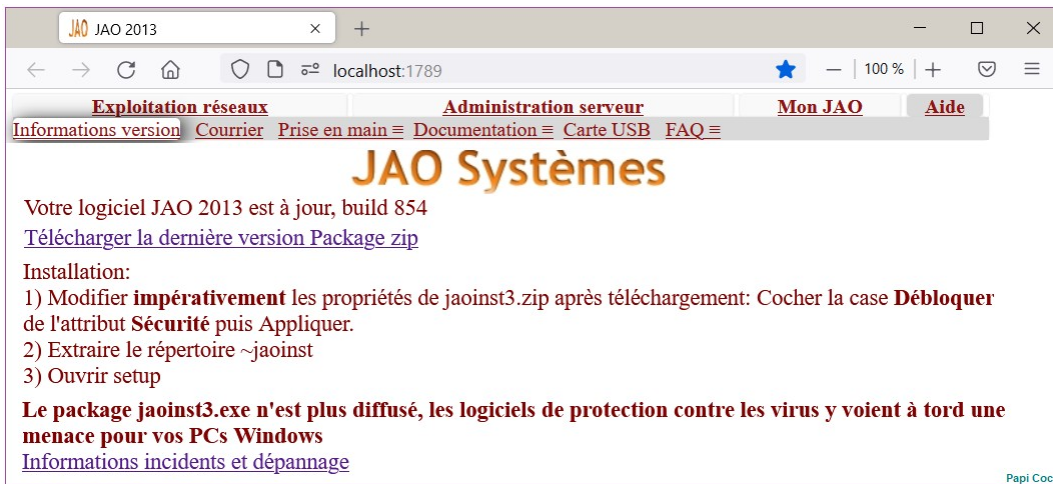 JAO JAO 2013
localhost:1789
100 %
Exploitation réseaux Administration serveur Mon JAO Aide
Informations version Courrier Prise en main ≡ Documentation ≡ Carte USB FAQ ≡
JAO Systèmes
Votre logiciel JAO 2013 est à jour, build 854
Télécharger la dernière version Package zip
Installation:
1) Modifier impérativement les propriétés de jaoinst3.zip après téléchargement: Cocher la case Débloquer
de l'attribut Sécurité puis Appliquer.
2) Extraire le répertoire ~jaoinst
3) Ouvrir setup
Le package jaoinst3.exe n'est plus diffusé, les logiciels de protection contre les virus y voient à tord une
menace pour vos PCs Windows
Informations incidents et dépannage
Papi Coc